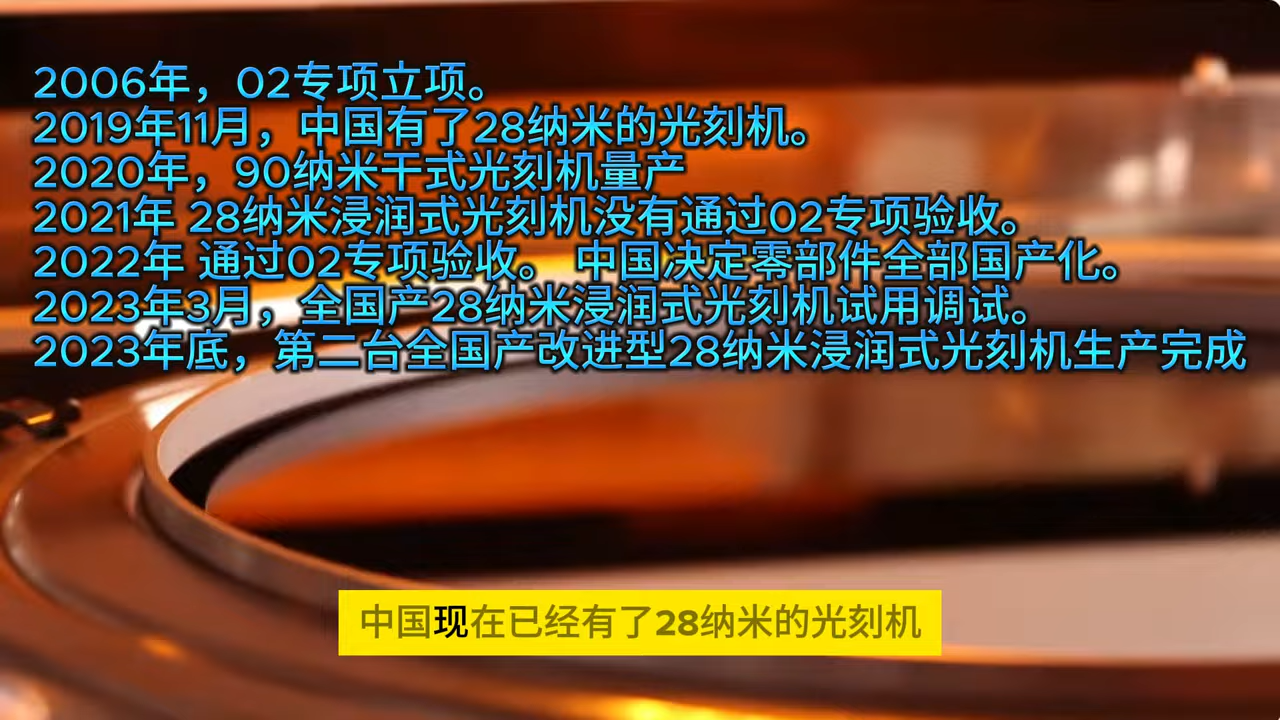 2006年，02专项立项。
2019年11月，中国有了28纳米的光刻机。
2020年，90纳米干式光刻机量产
2021年 28纳米浸润式光刻机没有通过02专项验收。
2022年 通过02专项验收。 中国决定零部件全部国产化。
2023年3月，全国产28纳米浸润式光刻机试用调试。
2023年底，第二台全国产改进型28纳米浸润式光刻机生产完成
中国现在已经有了28纳米的光刻机